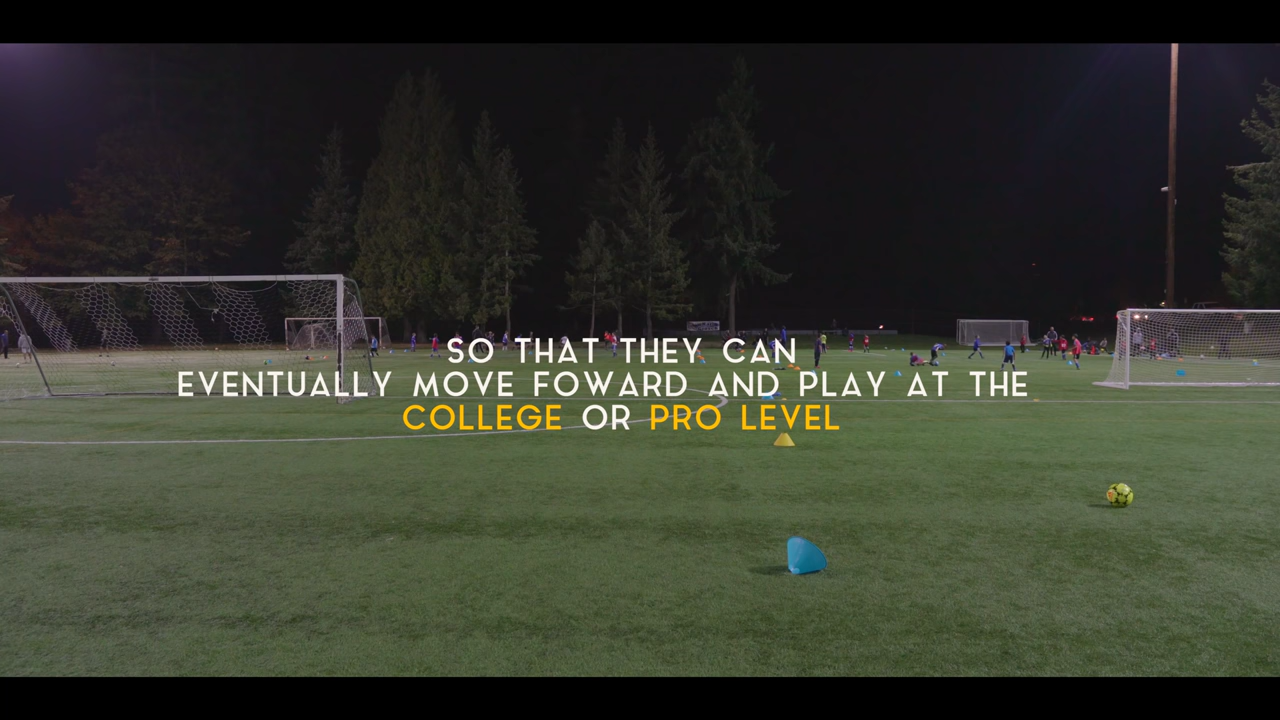 SO THAT THEY CAN
EVENTUALLY MOVE FOWARD AND PLAY AT THE
COLLEGE OR PRO LEVEL